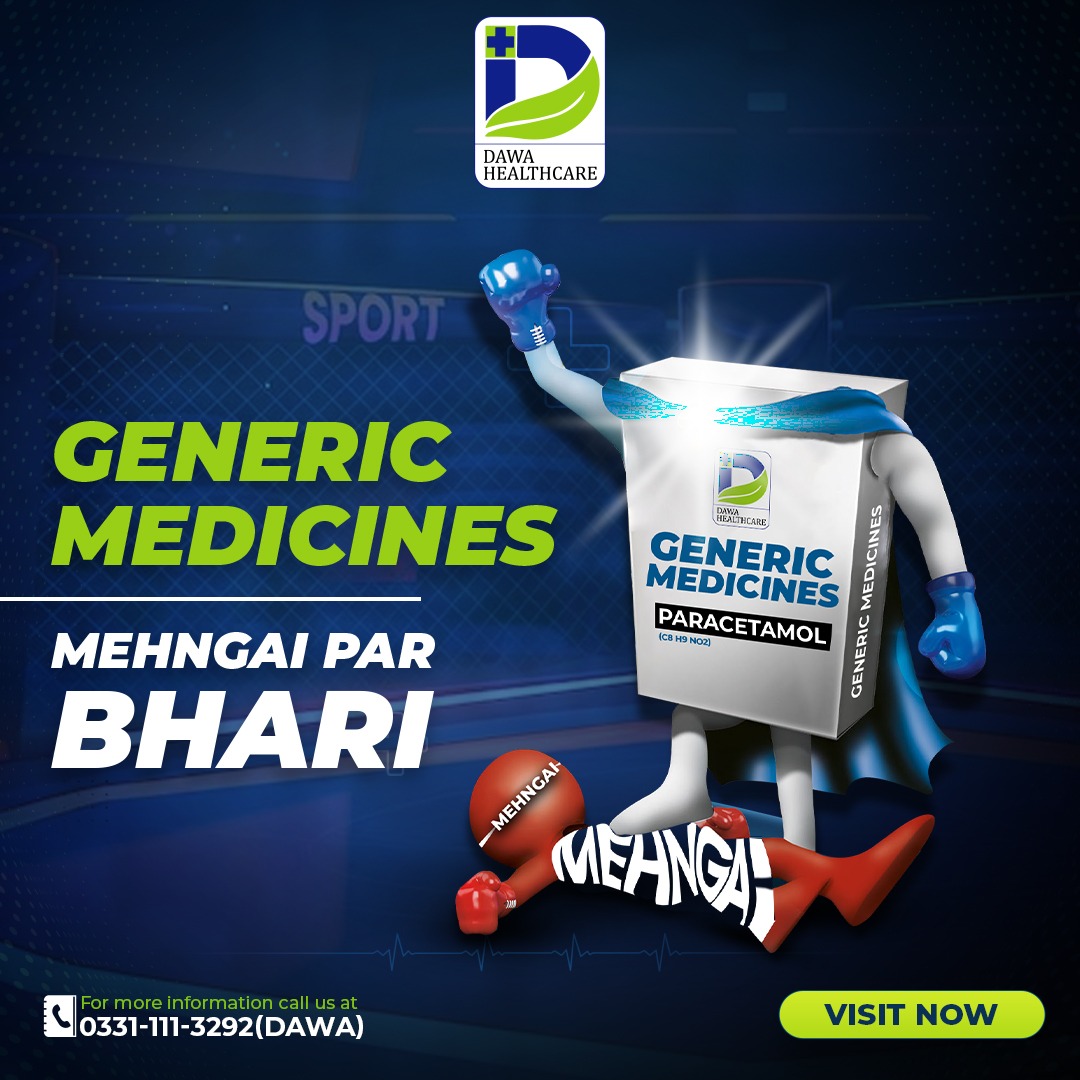 DAWA
HEALTHCARE
SPORT
GENERIC
MEDICINES
MEHNGAI PAR
BHARI
DAWA
HEALTHCARE
GENERIC
MEDICINES
PARACETAMOL
(C8 H9 NO2)
GENERIC MEDICINES
MEHNGAI
MEHNGAI
For more information call us at
0331-111-3292(DAWA)
VISIT NOW